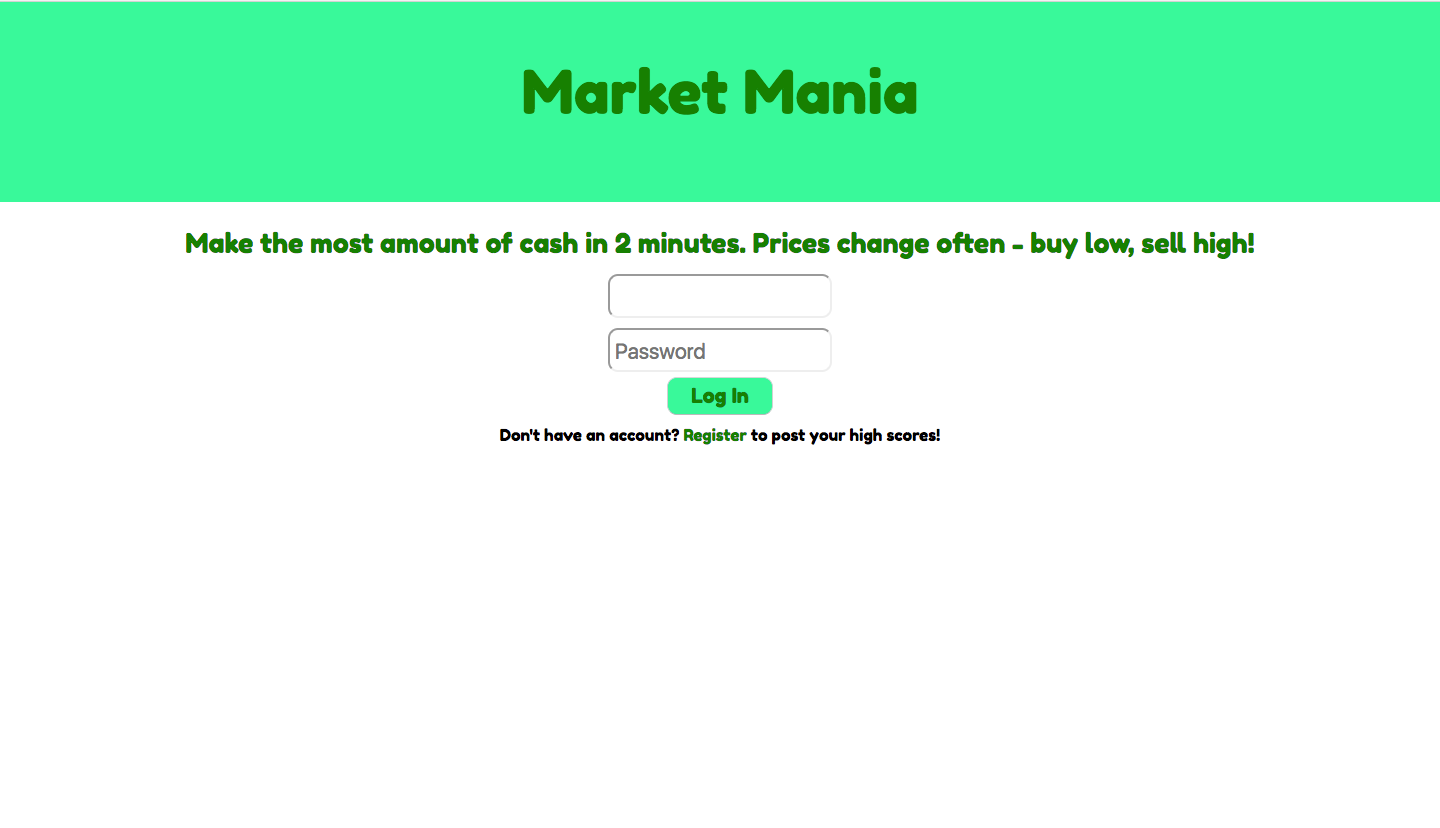 Market Mania
Make the most amount of cash in 2 minutes. Prices change often - buy low, sell high!
Password
Log In
Don't have an account? Register to post your high scores!